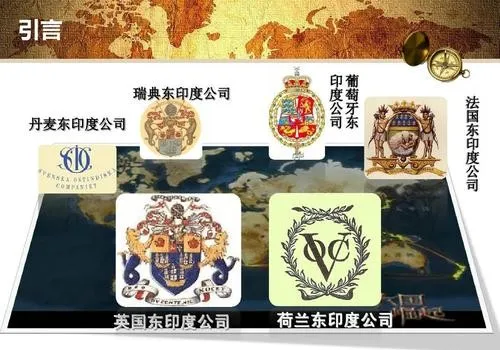 引言
瑞典东印度公司
葡萄牙东
印度公司
法国东印度公司
丹麦东印度公司
SVENSKA OSTINDISKA
COMPANIET
英国东印度公司
VOC
荷兰东印度公司